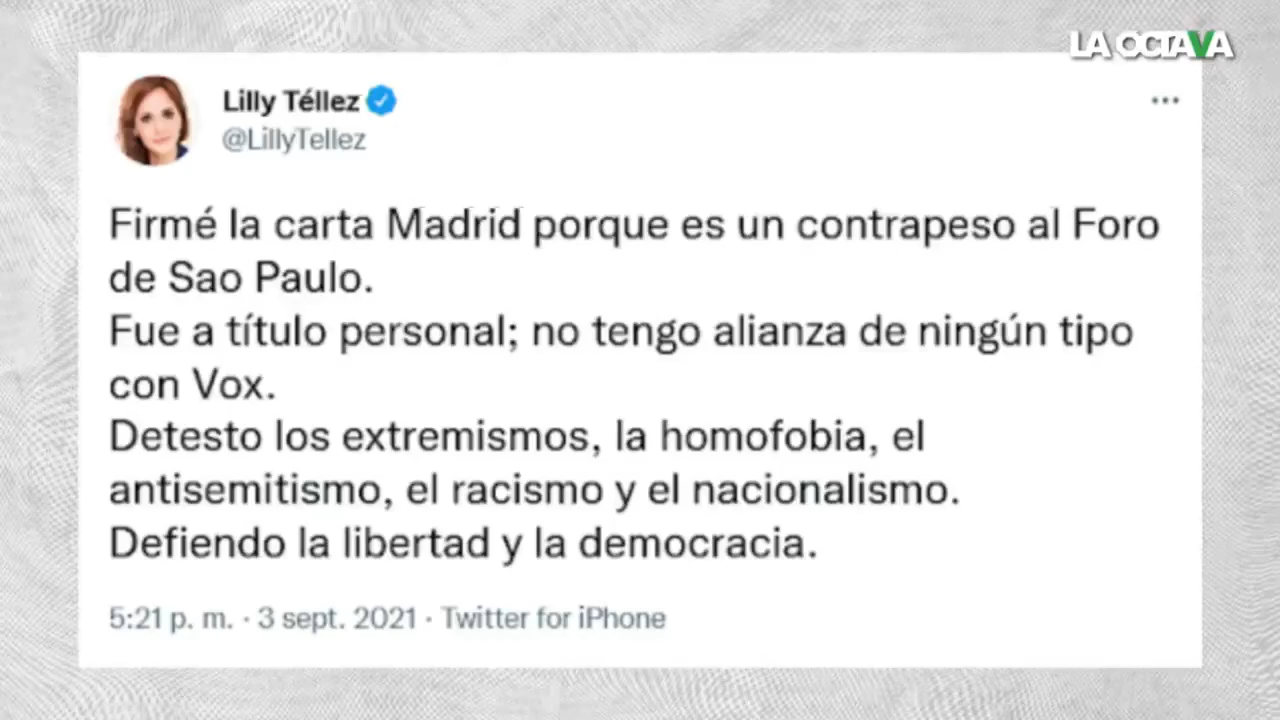 LA OCTAVA
Lilly Téllez
@LillyTellez
Firmé la carta Madrid porque es un contrapeso al Foro
de Sao Paulo.
Fue a título personal; no tengo alianza de ningún tipo
con Vox.
Detesto los extremismos, la homofobia, el
antisemitismo, el racismo y el nacionalismo.
Defiendo la libertad y la democracia.
5:21 p. m. · 3 sept. 2021 · Twitter for iPhone